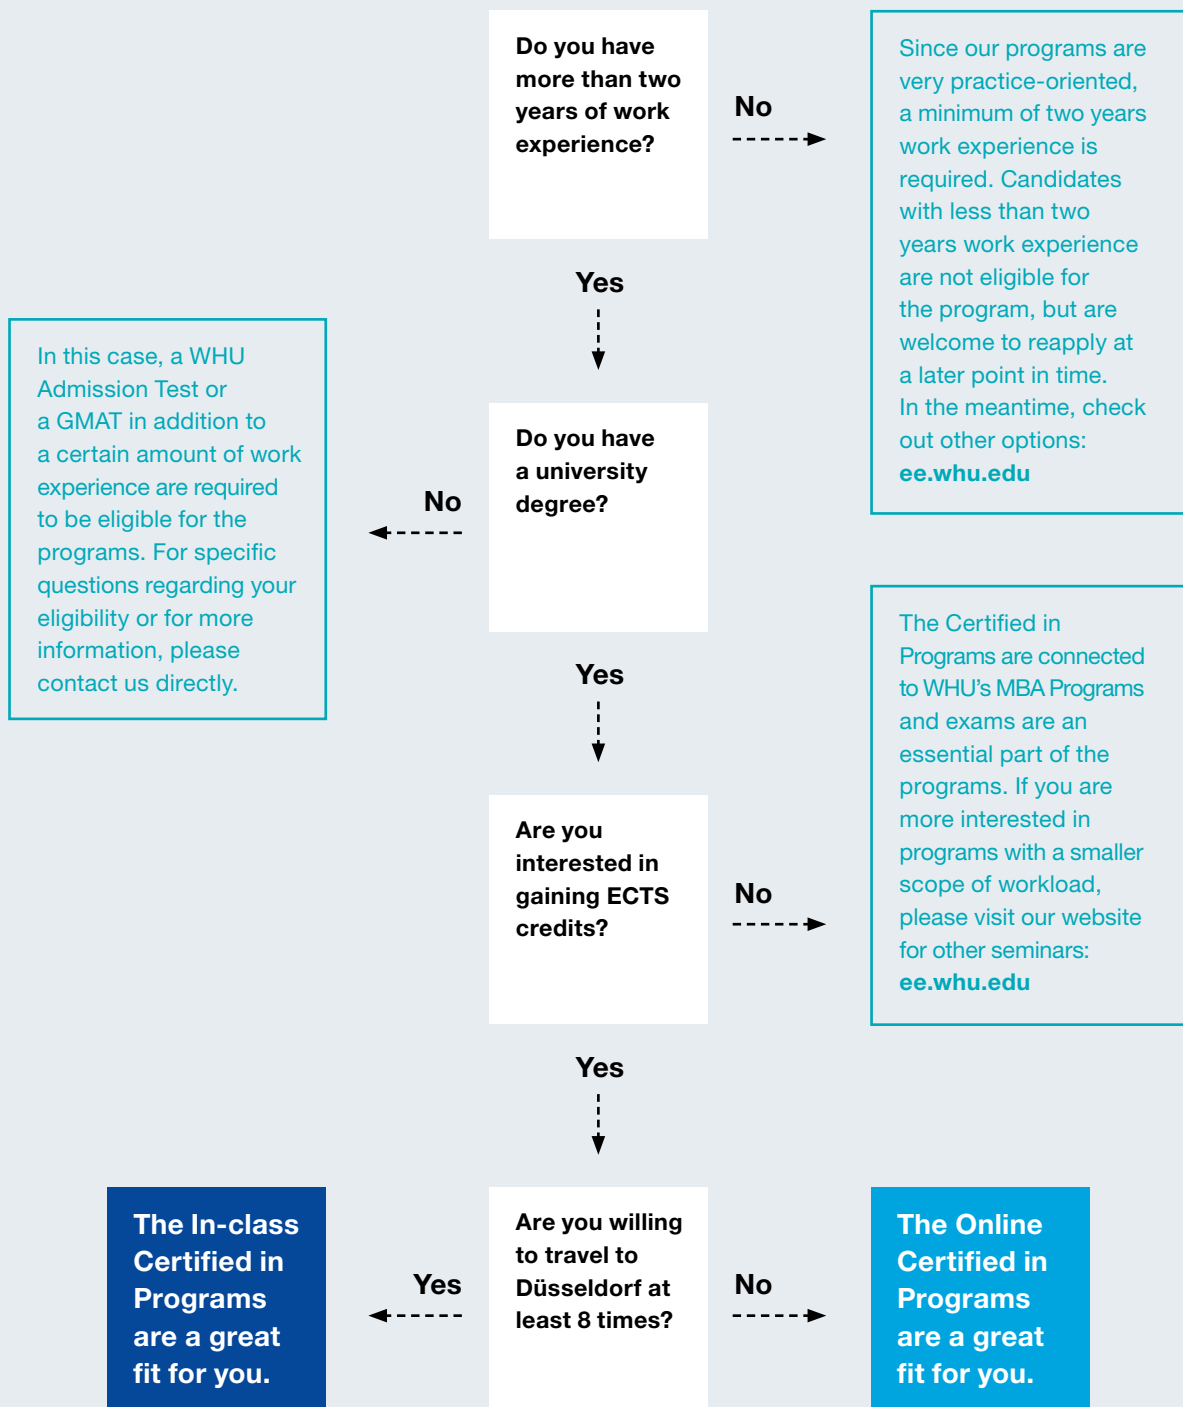 Do you have
more than two
years of work
experience?
No
Since our programs are
very practice-oriented,
a minimum of two years
work experience is
required. Candidates
with less than two
years work experience
are not eligible for
the program, but are
welcome to reapply at
a later point in time.
In the meantime, check
out other options:
ee.whu.edu
Yes
Do you have
a university
degree?
No
In this case, a WHU
Admission Test or
a GMAT in addition to
a certain amount of work
experience are required
to be eligible for the
programs. For specific
questions regarding your
eligibility or for more
information, please
contact us directly.
Yes
Are you
interested in
gaining ECTS
credits?
No
The Certified in
Programs are connected
to WHU's MBA Programs
and exams are an
essential part of the
programs. If you are
more interested in
programs with a smaller
scope of workload,
please visit our website
for other seminars:
ee.whu.edu
Yes
Are you willing
to travel to
Düsseldorf at
least 8 times?
Yes
The In-class
Certified in
Programs
are a great
fit for you.
No
The Online
Certified in
Programs
are a great
fit for you.